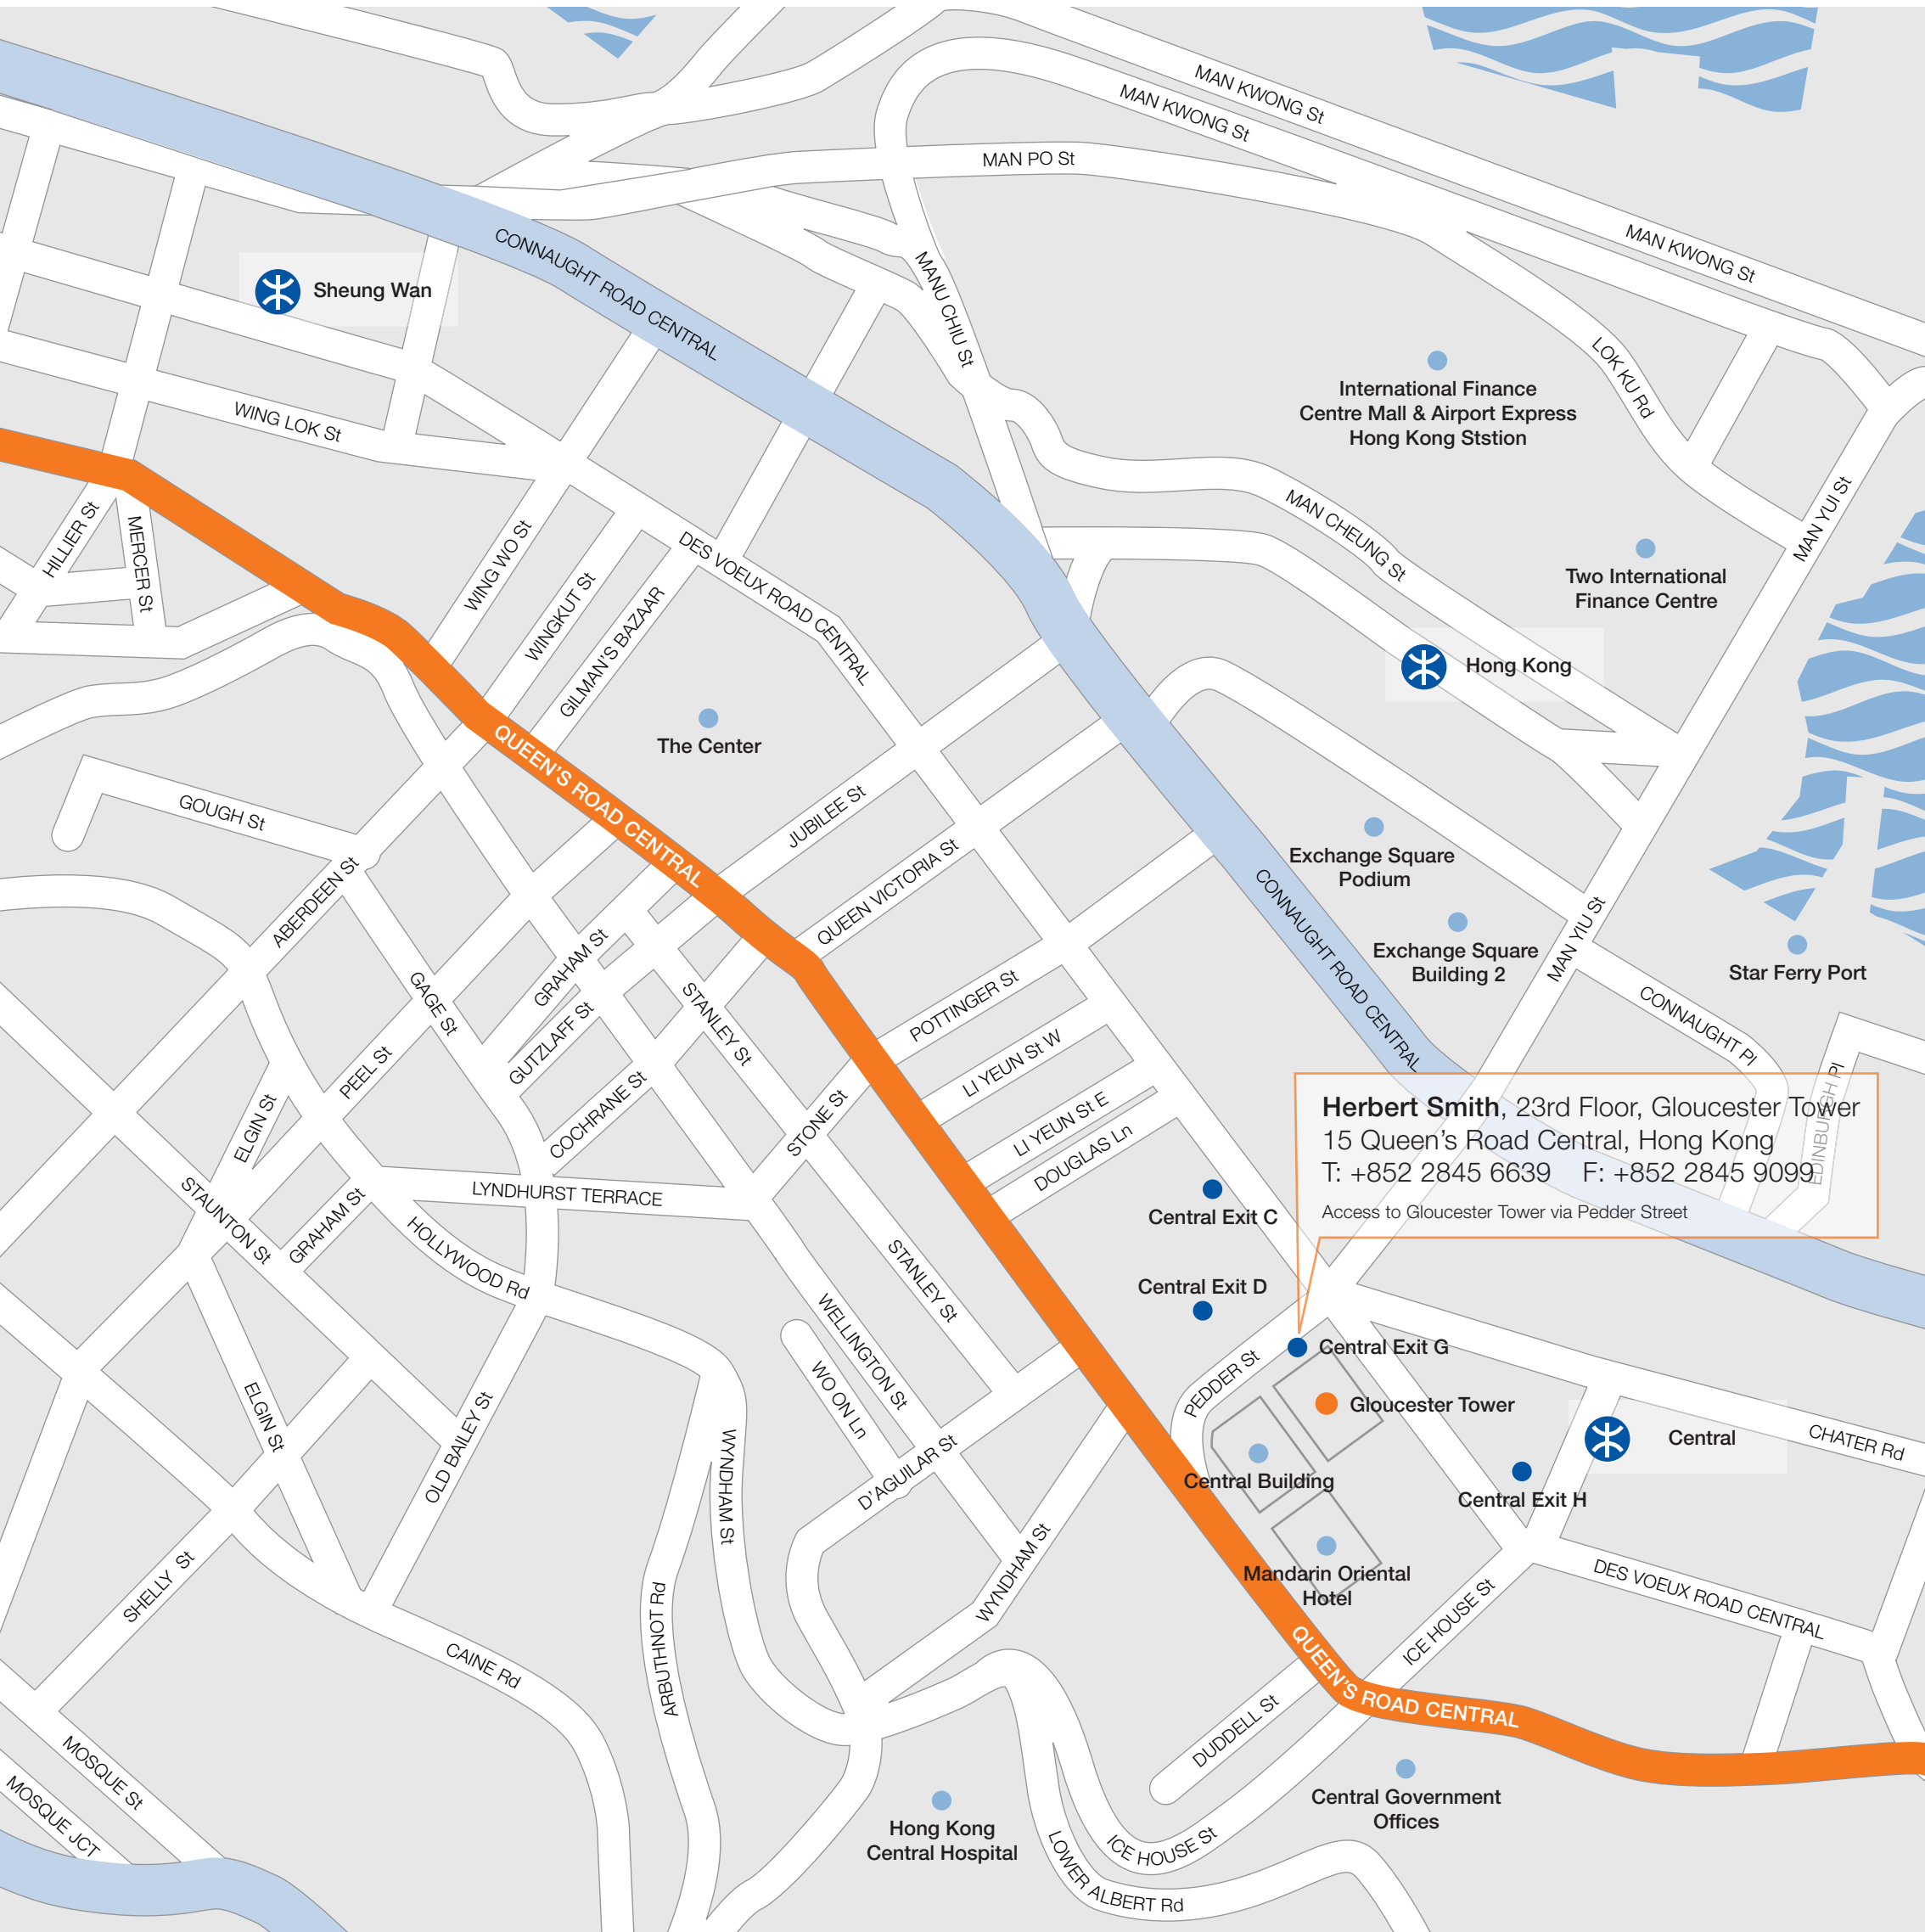 MAN KWONG St
MAN KWONG St
MAN PO St
MAN KWONG St
CONNAUGHT ROAD CENTRAL
Sheung Wan
MANU CHIU St
LOK KU Rd
International Finance
Centre Mall & Airport Express
Hong Kong Ststion
WING LOK St
MAN YUI St
HILLIER St
MERCER St
WING WO St
WINGKUT St
GILMAN'S BAZAAR
DES VOEUX ROAD CENTRAL
MAN CHEUNG St
Two International
Finance Centre
Hong Kong
The Center
QUEEN'S ROAD CENTRAL
GOUGH St
JUBILEE St
QUEEN VICTORIA St
Exchange Square
Podium
Exchange Square
Building 2
CONNAUGHT ROAD CENTRAL
MAN YIU St
Star Ferry Port
CONNAUGHT Pl
EDINBURGH Pl
ABERDEEN St
GAGE St
GRAHAM St
GUTZLAFF St
STANLEY St
POTTINGER St
LI YEUN St W
LI YEUN St E
DOUGLAS Ln
PEEL St
COCHRANE St
STONE St
ELGIN St
Herbert Smith, 23rd Floor, Gloucester Tower
15 Queen's Road Central, Hong Kong
T: +852 2845 6639 F: +852 2845 9099
Access to Gloucester Tower via Pedder Street
STAUNTON St
GRAHAM St
LYNDHURST TERRACE
HOLLYWOOD Rd
STANLEY St
Central Exit C
Central Exit D
Central Exit G
Gloucester Tower
PEDDER St
WELLINGTON St
WO ON Ln
ELGIN St
OLD BAILEY St
WYNDHAM St
D'AGUILAR St
Central Building
Central
CHATER Rd
Central Exit H
Mandarin Oriental
Hotel
WYNDHAM St
ICE HOUSE St
DES VOEUX ROAD CENTRAL
SHELLY St
ARBUTHNOT Rd
CAINE Rd
QUEEN'S ROAD CENTRAL
DUDDELL St
MOSQUE St
MOSQUE JCT
Hong Kong
Central Hospital
Central Government
Offices
ICE HOUSE St
LOWER ALBERT Rd